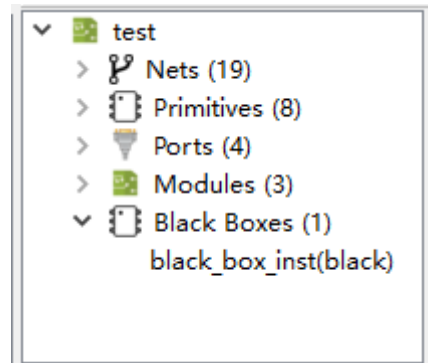 test
Nets (19)
Primitives (8)
Ports (4)
Modules (3)
Black Boxes (1)
black_box_inst(black)